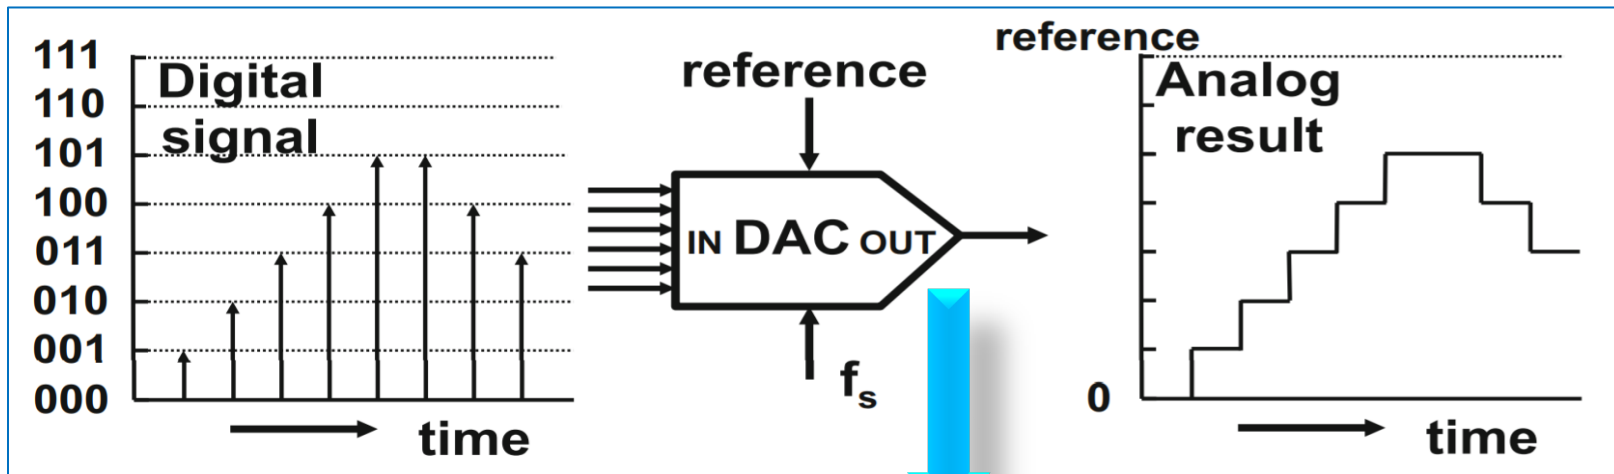 111
110
101
100
011
010
001
000
Digital
signal
time
reference
IN DAC OUT
fs
reference
Analog
result
0
time